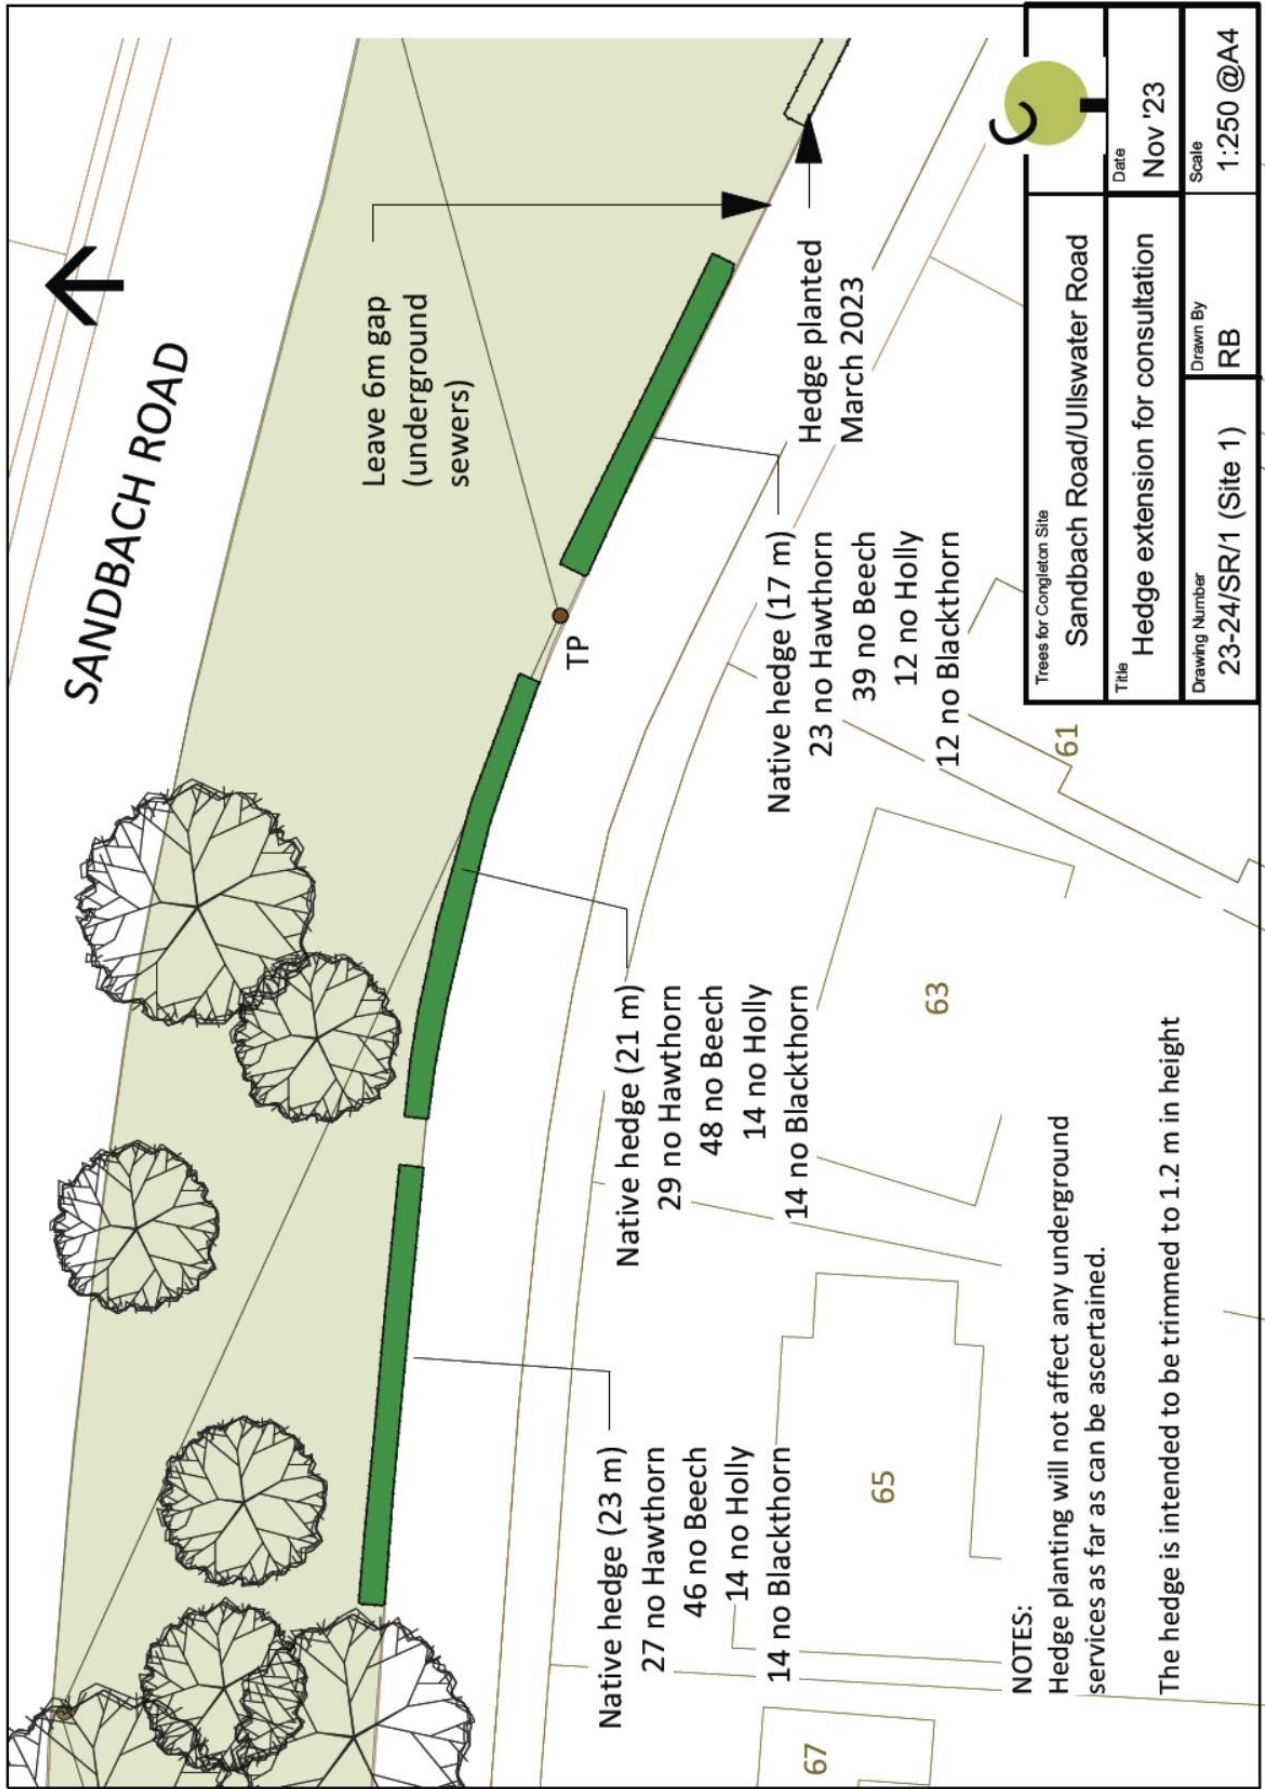 SANDBACH ROAD
Leave 6m gap
(underground
sewers)
TP
Hedge planted
March 2023
Native hedge (23 m)
27 no Hawthorn
46 no Beech
14 no Holly
14 no Blackthorn
Native hedge (21 m)
29 no Hawthorn
48 no Beech
14 no Holly
14 no Blackthorn
Native hedge (17 m)
23 no Hawthorn
39 no Beech
12 no Holly
12 no Blackthorn
67
65
63
61
NOTES:
Hedge planting will not affect any underground
services as far as can be ascertained.
The hedge is intended to be trimmed to 1.2 m in height
Trees for Congleton Site
Sandbach Road/Ullswater Road
Title
Hedge extension for consultation
Date
Nov '23
Drawing Number
23-24/SR/1 (Site 1)
Drawn By
RB
Scale
1:250 @A4